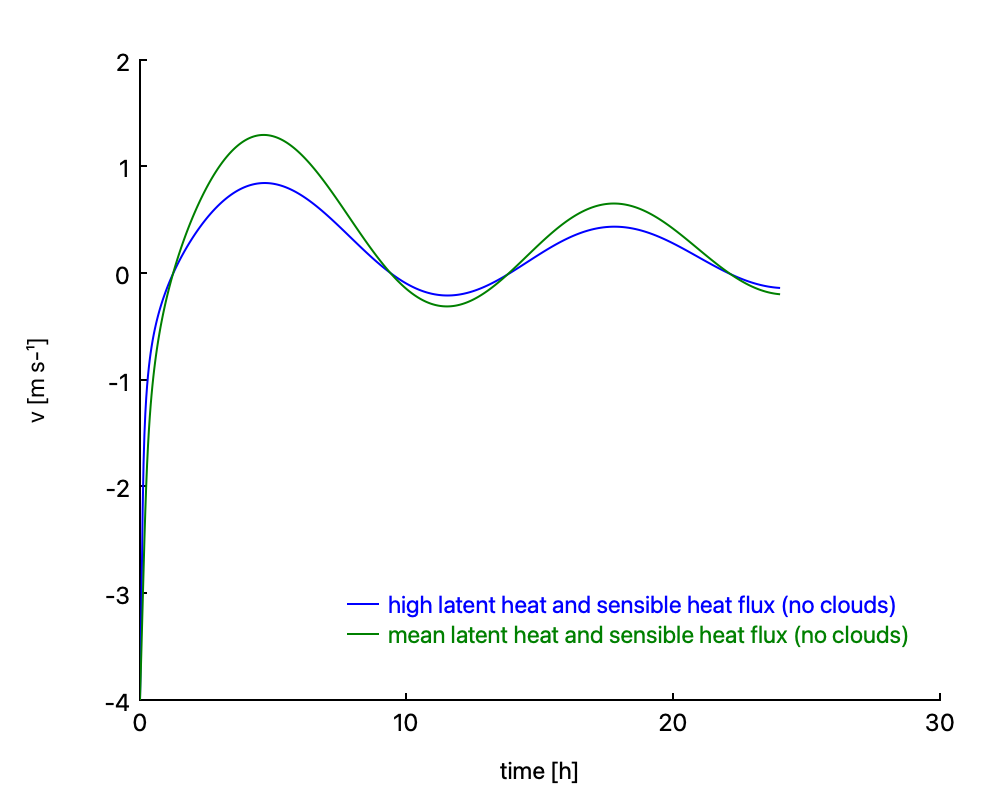 2
1
0
-1
-2
-3
-4
v [m s-¹]
high latent heat and sensible heat flux (no clouds)
mean latent heat and sensible heat flux (no clouds)
0
10
20
30
time [h]